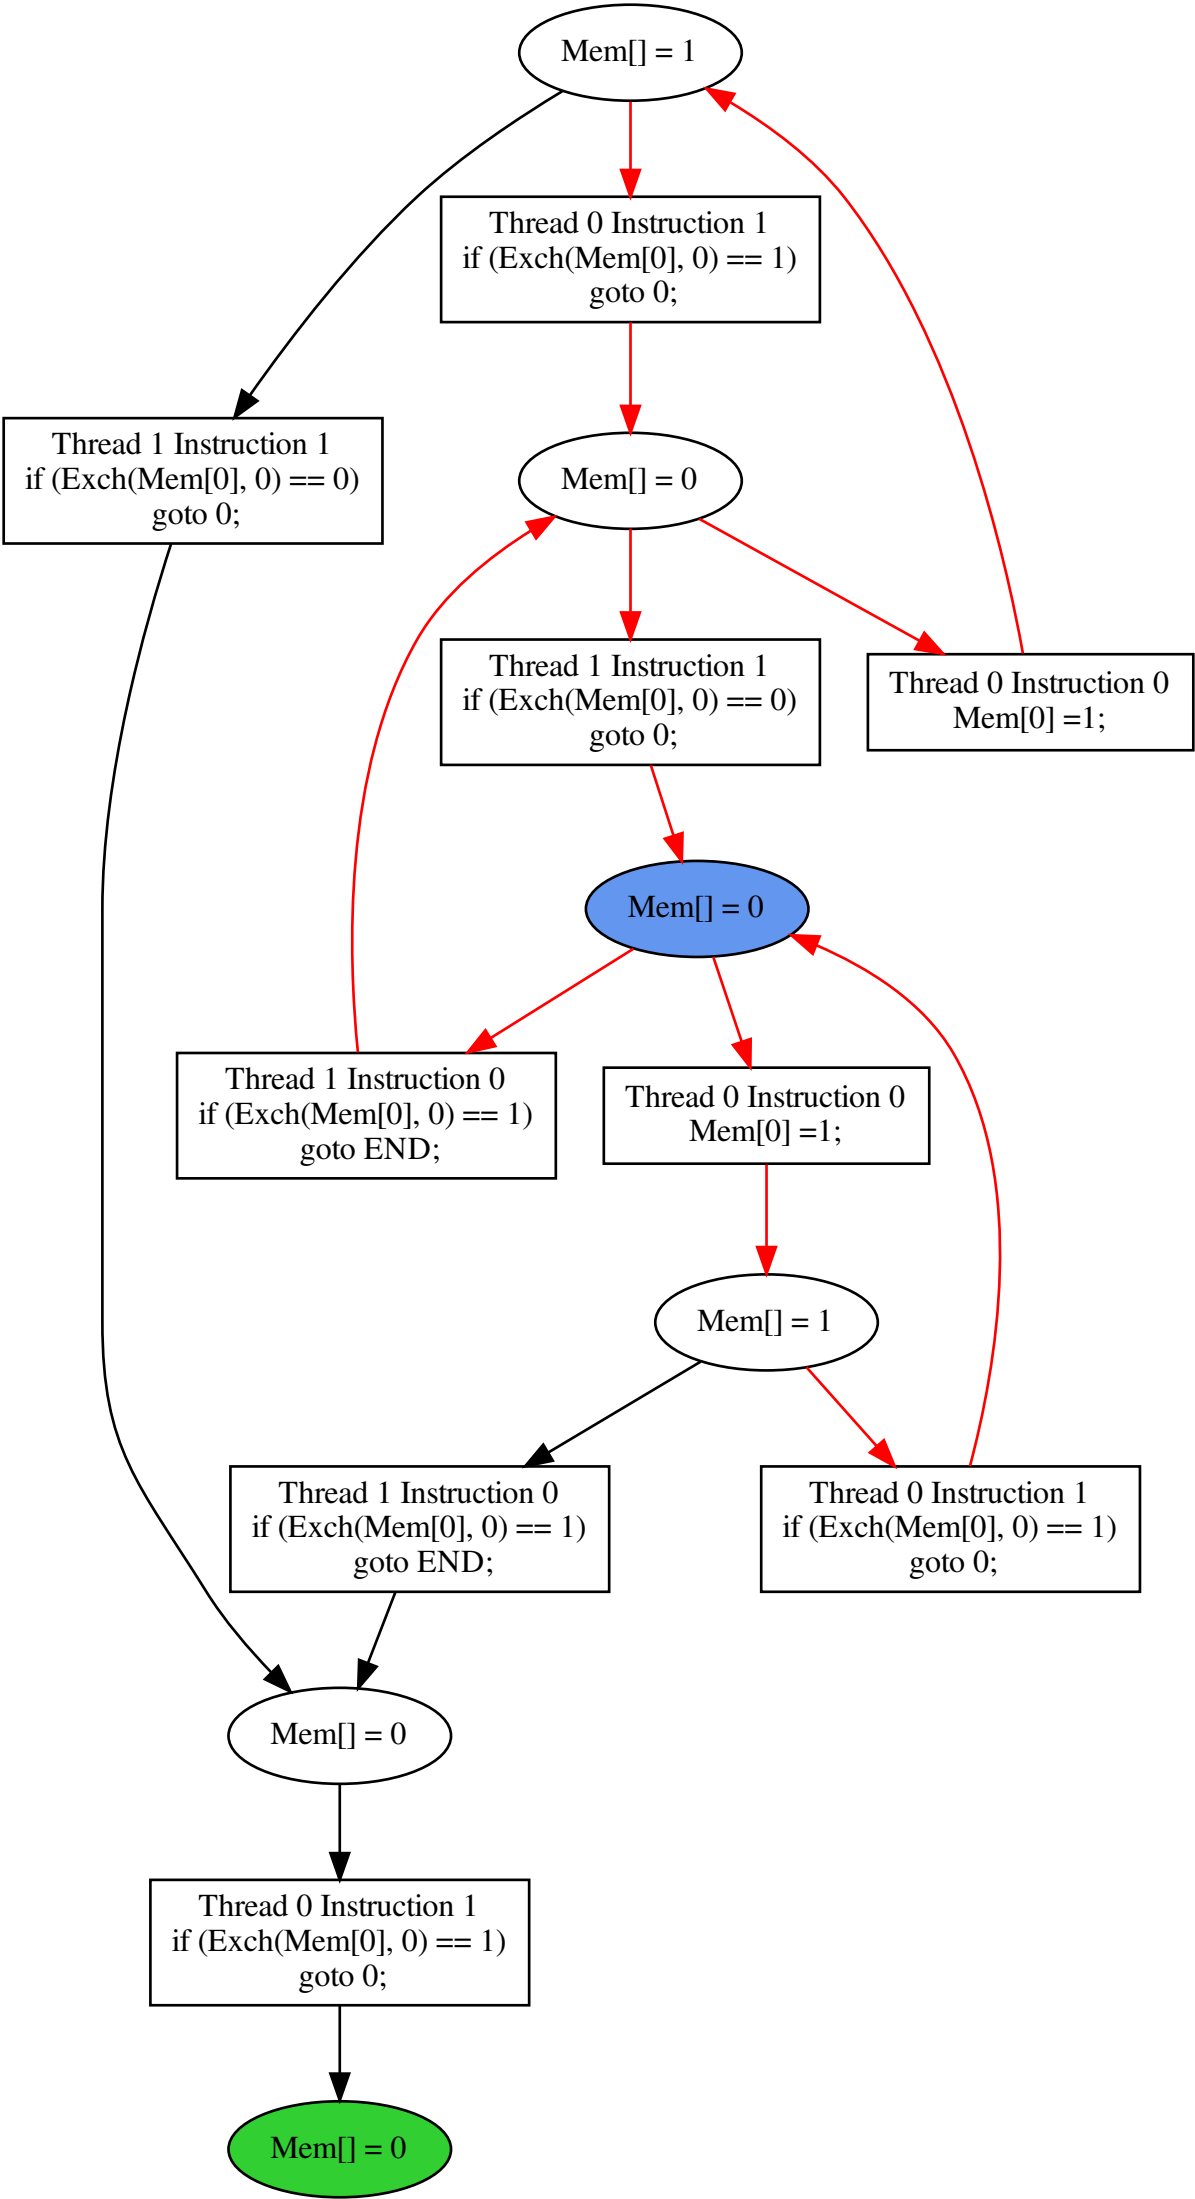 Mem[] = 1
Thread 0 Instruction 1
if (Exch(Mem[0], 0) == 1)
goto 0;
Thread 1 Instruction 1
if (Exch(Mem[0], 0) == 0)
goto 0;
Mem[] = 0
Thread 1 Instruction 1
if (Exch(Mem[0], 0) == 0)
goto 0;
Thread 0 Instruction 0
Mem[0] =1;
Mem[] = 0
Thread 1 Instruction 0
if (Exch(Mem[0], 0) == 1)
goto END;
Thread 0 Instruction 0
Mem[0] =1;
Mem[] = 1
Thread 1 Instruction 0
if (Exch(Mem[0], 0) == 1)
goto END;
Thread 0 Instruction 1
if (Exch(Mem[0], 0) == 1)
goto 0;
Mem[] = 0
Thread 0 Instruction 1
if (Exch(Mem[0], 0) == 1)
goto 0;
Mem[] = 0